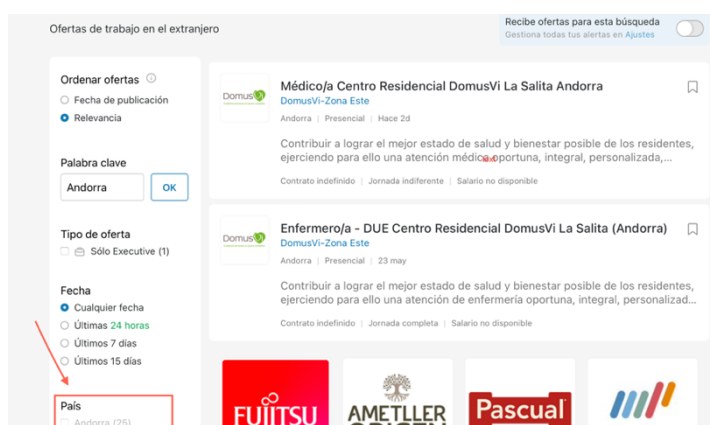 Ofertas de trabajo en el extranjero
Recibe ofertas para esta búsqueda
Gestiona todas tus alertas en Ajustes
Ordenar ofertas
Fecha de publicación
Relevancia
Palabra clave
Andorra
OK
Tipo de oferta
Sólo Executive (1)
Fecha
Cualquier fecha
Últimas 24 horas
Últimos 7 días
Últimos 15 días
País
Andorra (25)
DomusVi
Médico/a Centro Residencial DomusVi La Salita Andorra
DomusVi-Zona Este
Andorra | Presencial | Hace 2d
Contribuir a lograr el mejor estado de salud y bienestar posible de los residentes,
ejerciendo para ello una atención médica oportuna, integral, personalizada,...
Contrato indefinido | Jornada indiferente | Salario no disponible
DomusVi
Enfermero/a - DUE Centro Residencial DomusVi La Salita (Andorra)
DomusVi-Zona Este
Andorra | Presencial | 23 may
Contribuir a lograr el mejor estado de salud y bienestar posible de los residentes,
ejerciendo para ello una atención de enfermería oportuna, integral, personalizad...
Contrato indefinido | Jornada completa | Salario no disponible
FUJITSU
AMETLLER
ORIGEN
Pascual